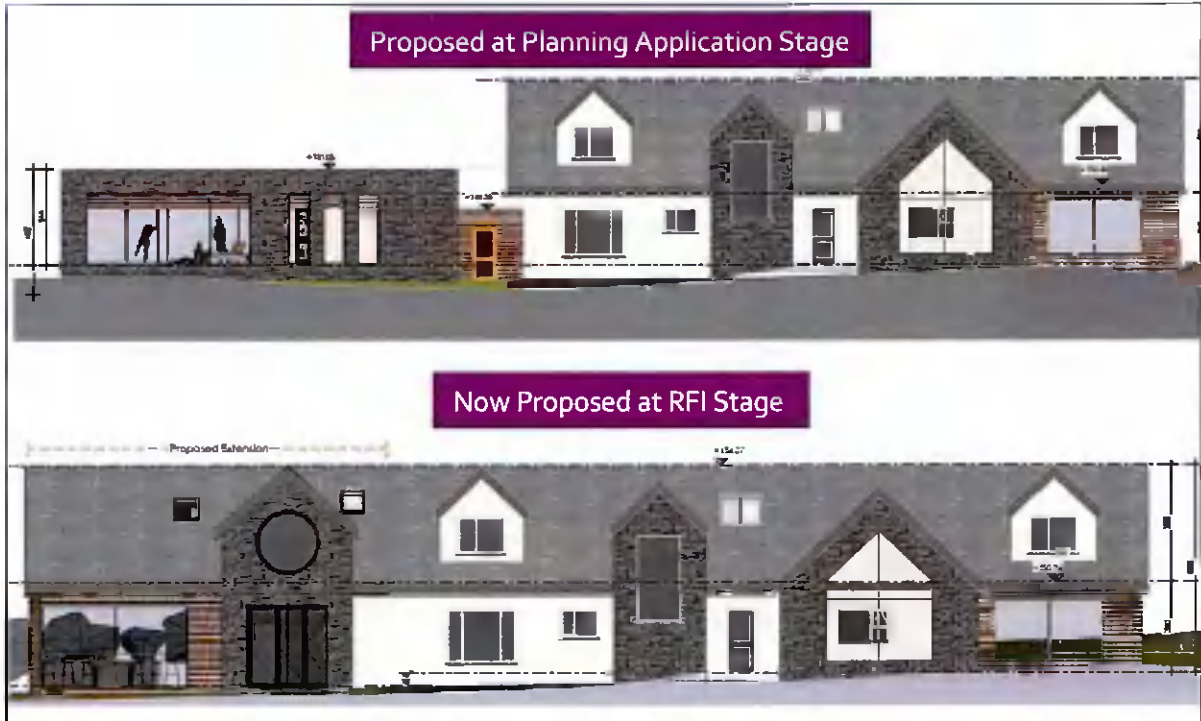 Proposed at Planning Application Stage
Now Proposed at RFI Stage
Proposed Extension